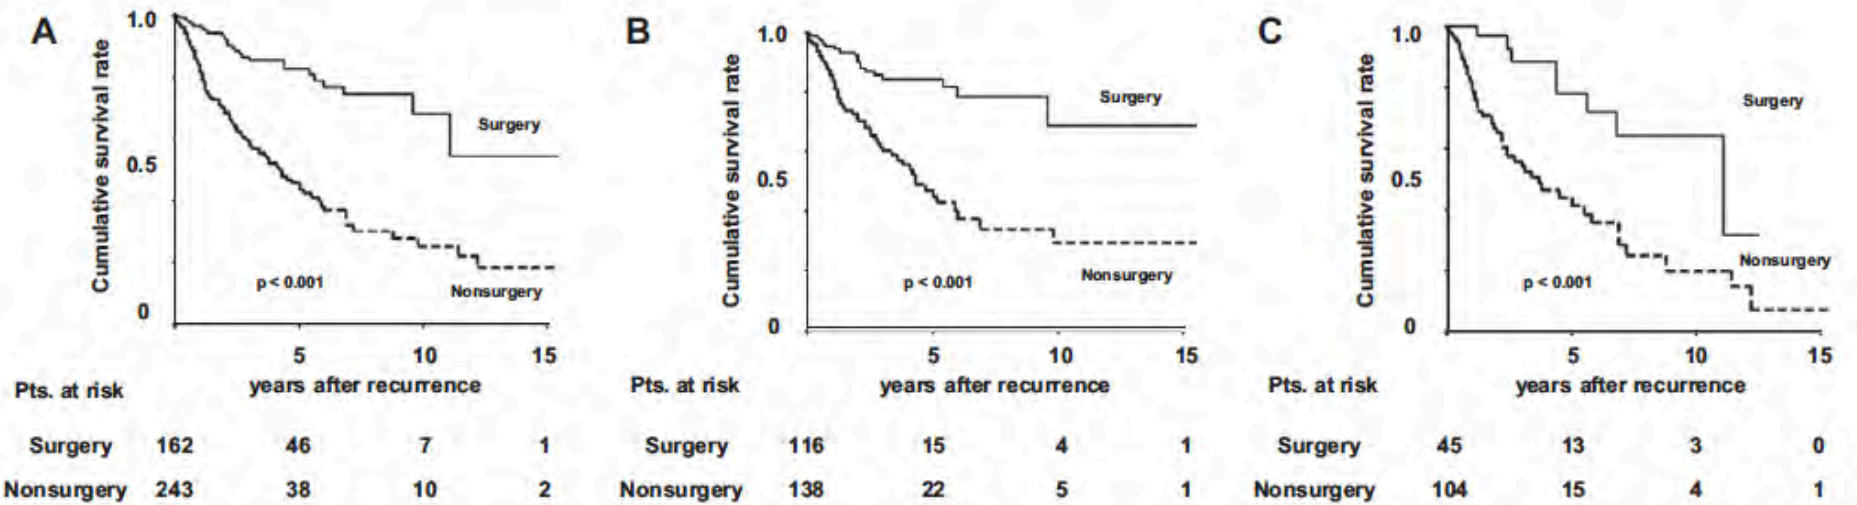 A
1.0
0.5
0
Cumulative survival rate
Surgery
Nonsurgery
p < 0.001
5 10 15
years after recurrence
Pts. at risk
Surgery 162 46 7 1
Nonsurgery 243 38 10 2
B
1.0
0.5
0
Cumulative survival rate
Surgery
Nonsurgery
p < 0.001
5 10 15
years after recurrence
Pts. at risk
Surgery 116 15 4 1
Nonsurgery 138 22 5 1
C
1.0
0.5
0
Cumulative survival rate
Surgery
Nonsurgery
p < 0.001
5 10 15
years after recurrence
Pts. at risk
Surgery 45 13 3 0
Nonsurgery 104 15 4 1